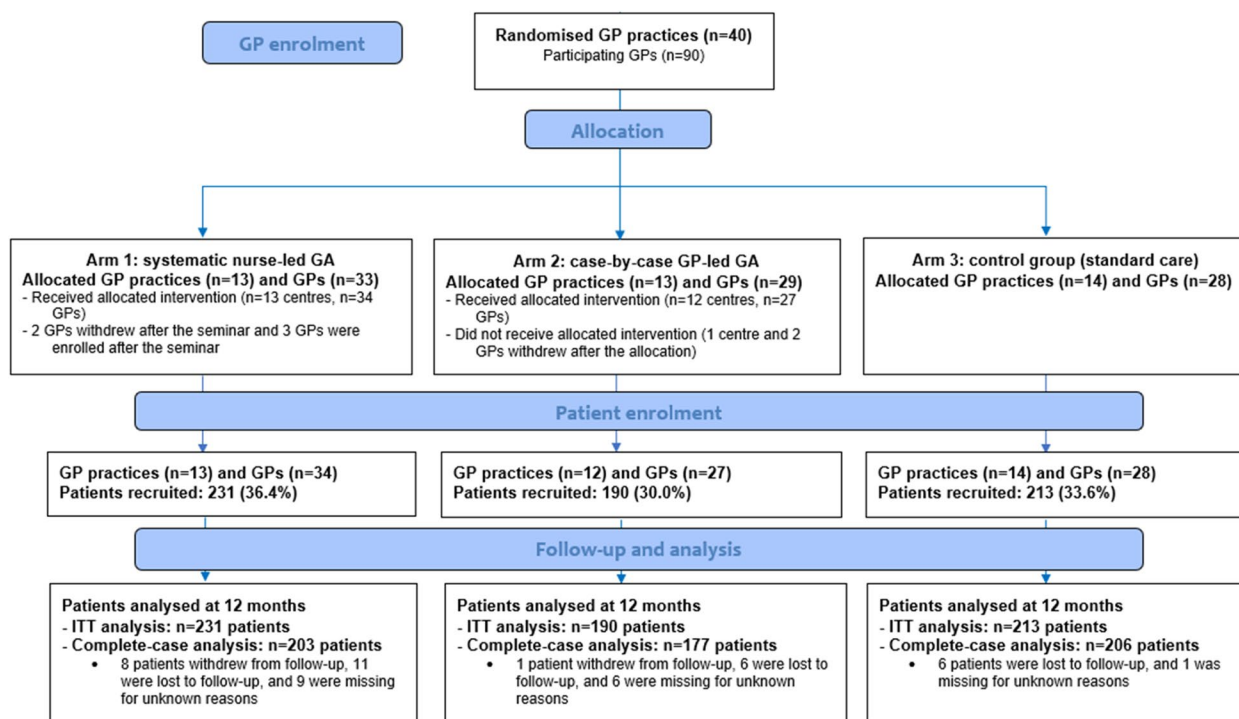 GP enrolment
Randomised GP practices (n=40)
Participating GPs (n=90)
Allocation
Arm 1: systematic nurse-led GA
Allocated GP practices (n=13) and GPs (n=33)
- Received allocated intervention (n=13 centres, n=34
GPs)
- 2 GPs withdrew after the seminar and 3 GPs were
enrolled after the seminar
Arm 2: case-by-case GP-led GA
Allocated GP practices (n=13) and GPs (n=29)
- Received allocated intervention (n=12 centres, n=27
GPs)
- Did not receive allocated intervention (1 centre and 2
GPs withdrew after the allocation)
Arm 3: control group (standard care)
Allocated GP practices (n=14) and GPs (n=28)
Patient enrolment
GP practices (n=13) and GPs (n=34)
Patients recruited: 231 (36.4%)
GP practices (n=12) and GPs (n=27)
Patients recruited: 190 (30.0%)
GP practices (n=14) and GPs (n=28)
Patients recruited: 213 (33.6%)
Follow-up and analysis
Patients analysed at 12 months
- ITT analysis: n=231 patients
- Complete-case analysis: n=203 patients
• 8 patients withdrew from follow-up, 11
were lost to follow-up, and 9 were missing
for unknown reasons
Patients analysed at 12 months
- ITT analysis: n=190 patients
- Complete-case analysis: n=177 patients
• 1 patient withdrew from follow-up, 6 were lost to
follow-up, and 6 were missing for unknown
reasons
Patients analysed at 12 months
- ITT analysis: n=213 patients
- Complete-case analysis: n=206 patients
• 6 patients were lost to follow-up, and 1 was
missing for unknown reasons